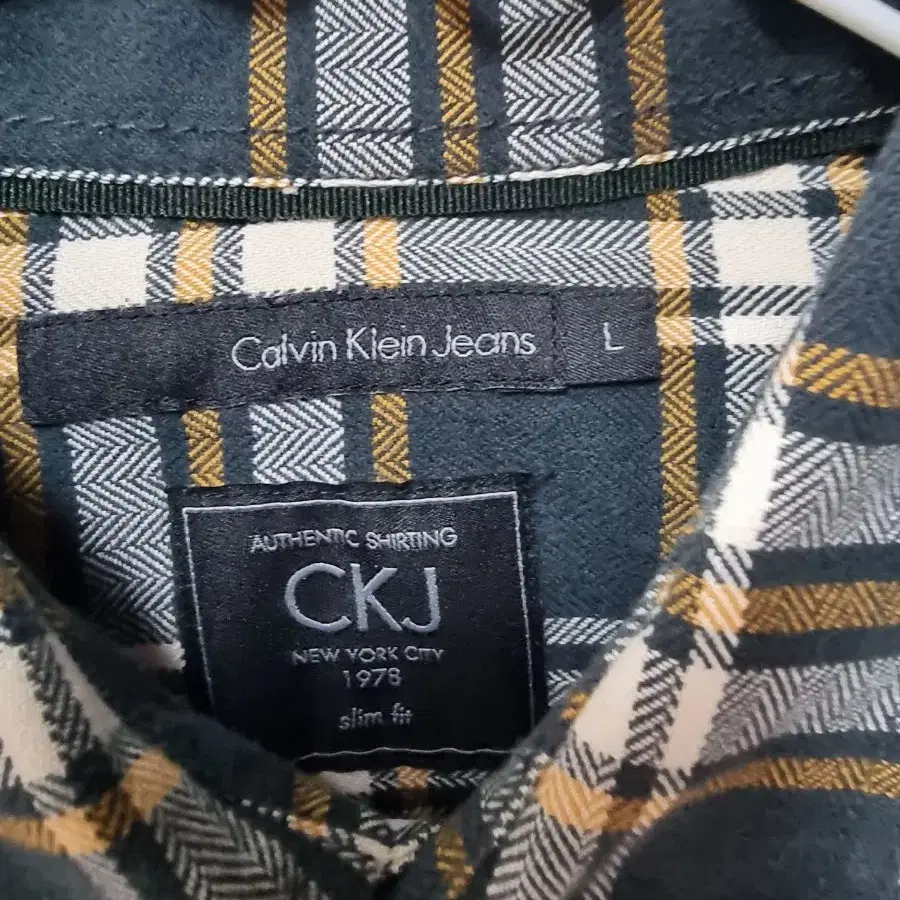 Calvin Klein Jeans L
AUTHENTIC SHIRTING
CKJ
NEW YORK CITY
1978
slim fit